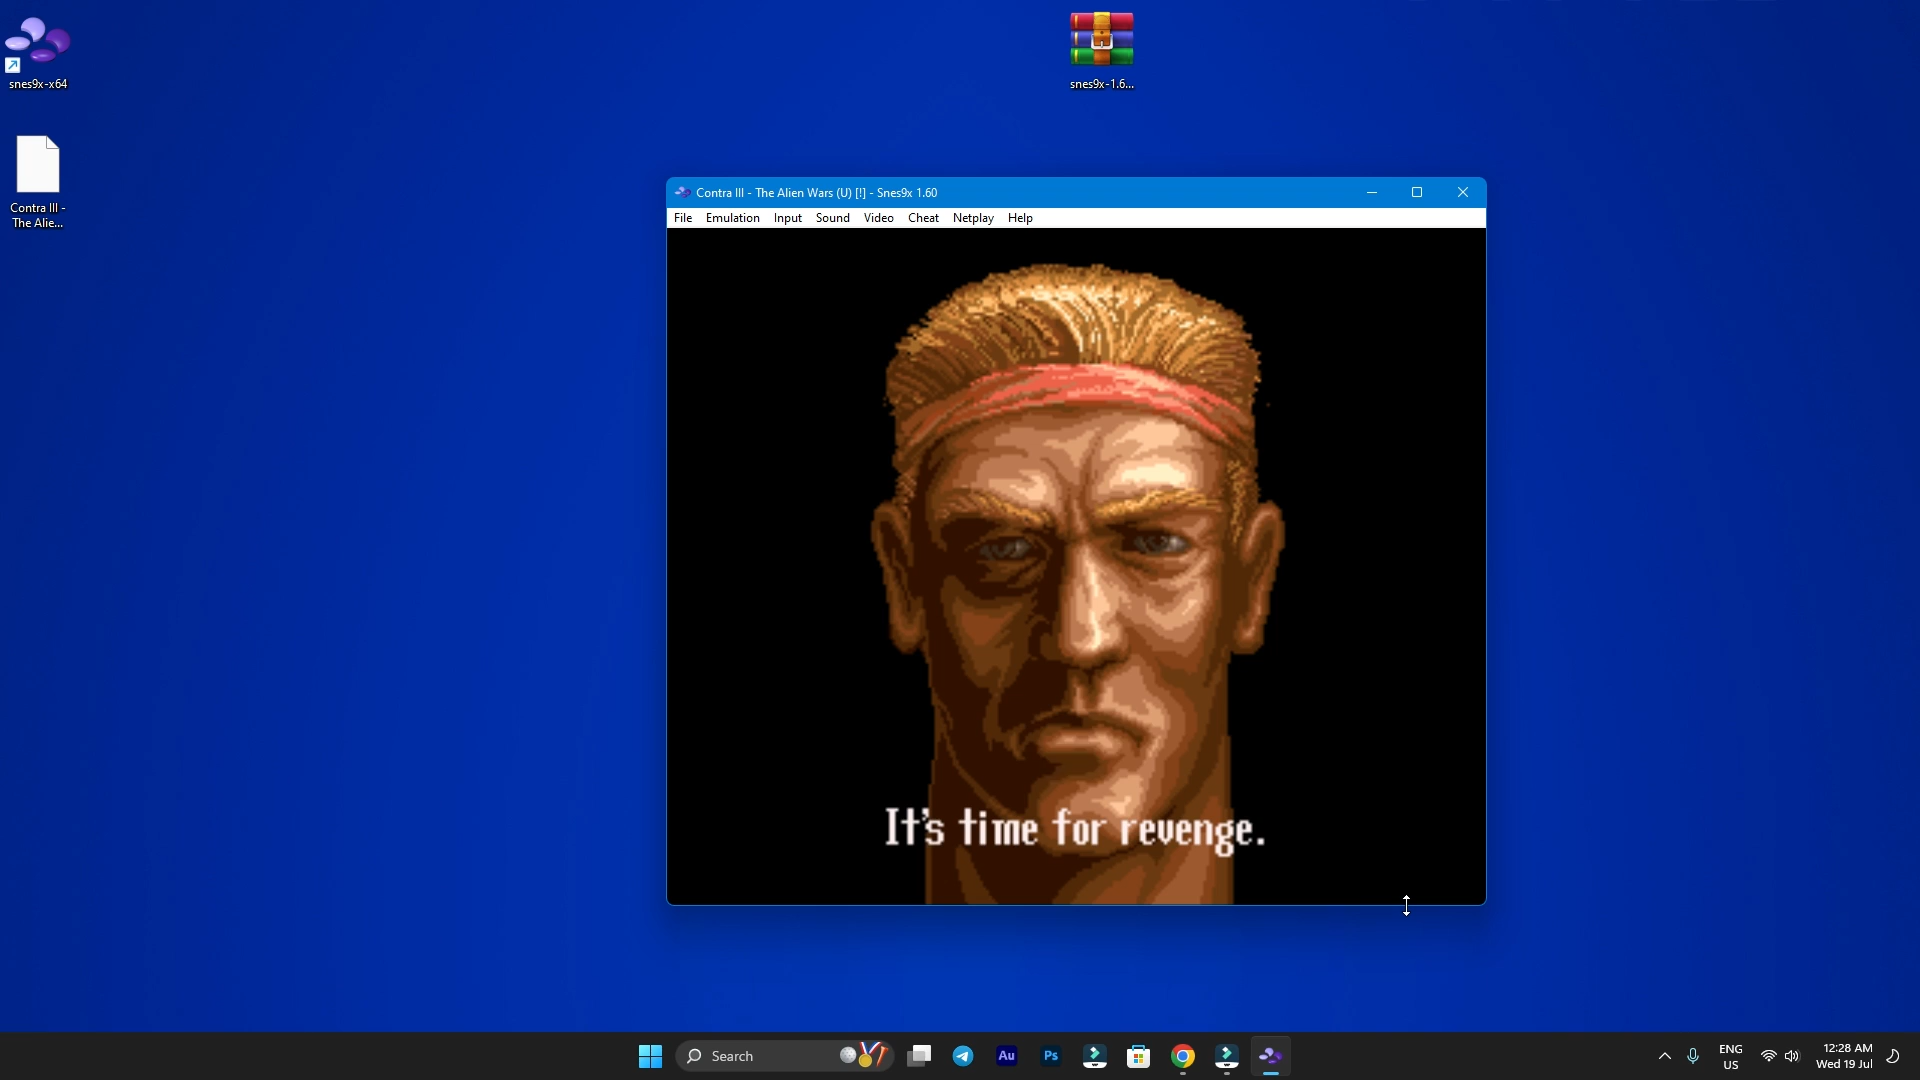 snes9x-x64
snes9x-1.6...
Contra III -
The Alie...
Contra III - The Alien Wars (U) [!] - Snes9x 1.60
File Emulation Input Sound Video Cheat Netplay Help
It's time for revenge.
Search
Au
Ps
ENG
US
12:28 AM
Wed 19 Jul